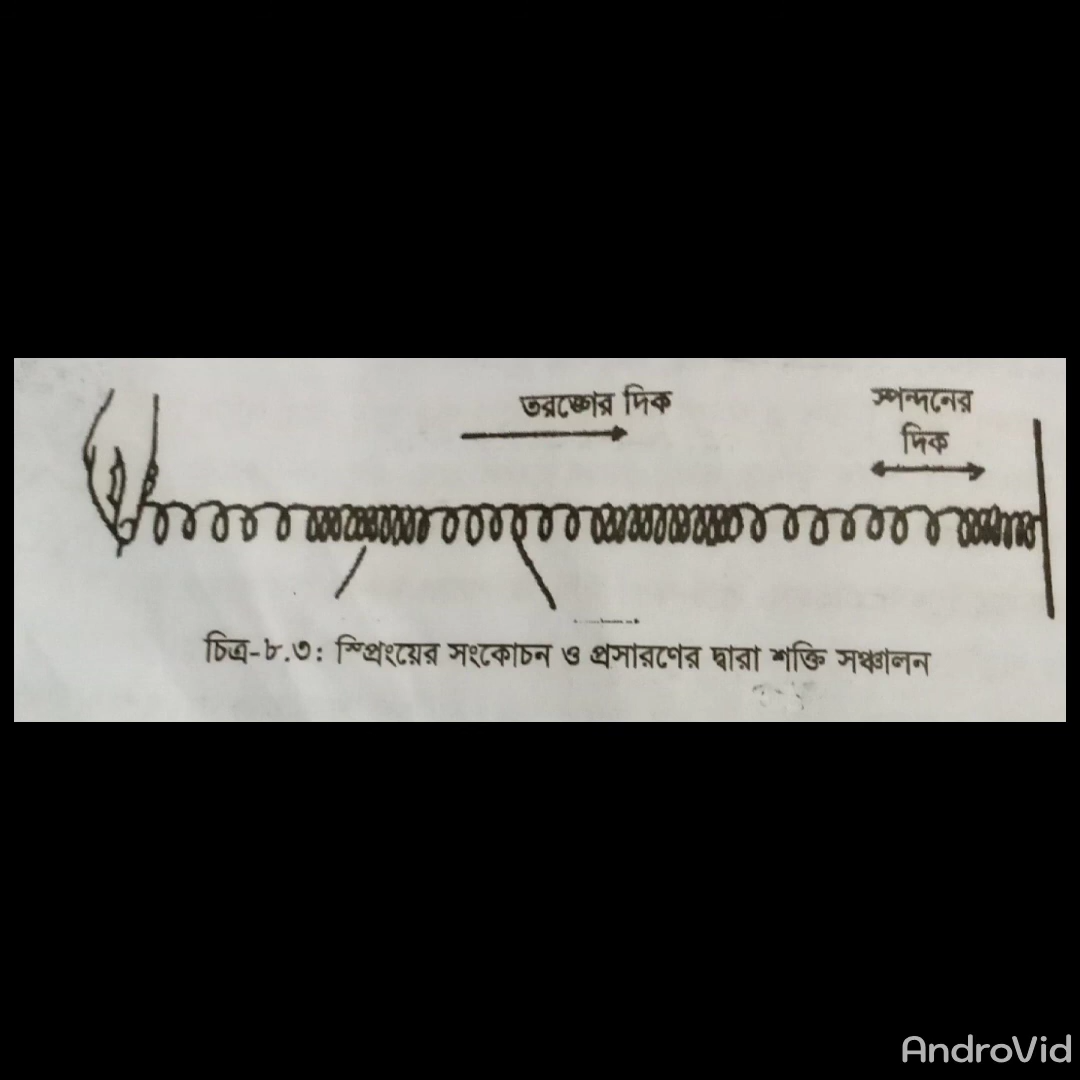 তরঙ্গের দিক
স্পন্দনের
দিক
চিত্র-৮.৩: স্প্রিংয়ের সংকোচন ও প্রসারণের দ্বারা শক্তি সঞ্চালন
AndroVid